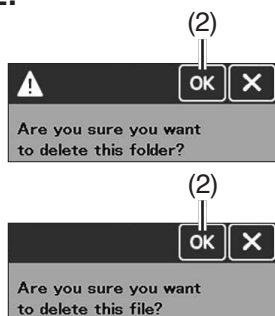 (2)
OK
Are you sure you want
to delete this folder?
(2)
OK
Are you sure you want
to delete this file?